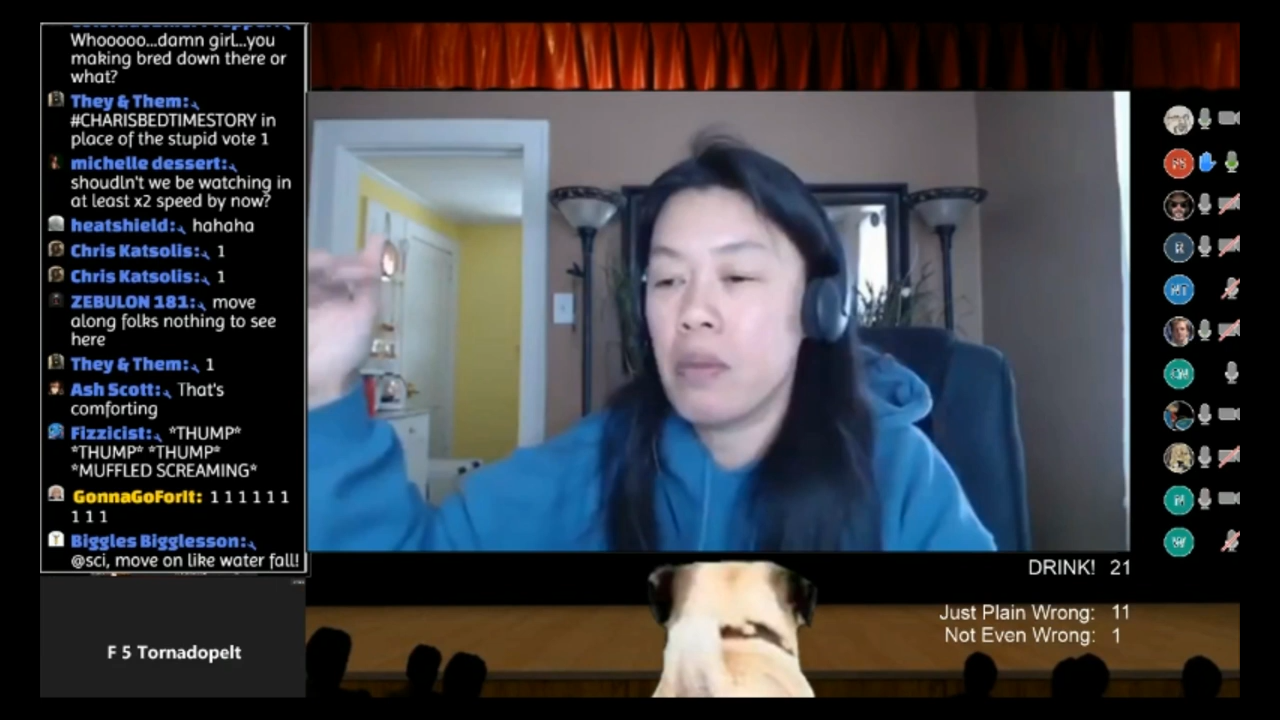 Whooooo...damn girl..you
making bred down there or
what?
They & Them:
#CHARISBEDTIMESTORY in
place of the stupid vote 1
michelle dessert:
shoudln't we be watching in
at least x2 speed by now?
heatshield: hahaha
Chris Katsolis: 1
Chris Katsolis: 1
ZEBULON 181: move
along folks nothing to see
here
They & Them: 1
Ash Scott: That's
comforting
Fizzicist: *THUMP*
*THUMP* *THUMP*
*MUFFLED SCREAMING*
GonnaGoForIt: 1 1 1 1 1 1
1 1 1
Biggles Bigglesson:
@sci, move on like water fall!
F 5 Tornadopelt
R
DRINK! 21
Just Plain Wrong: 11
Not Even Wrong: 1